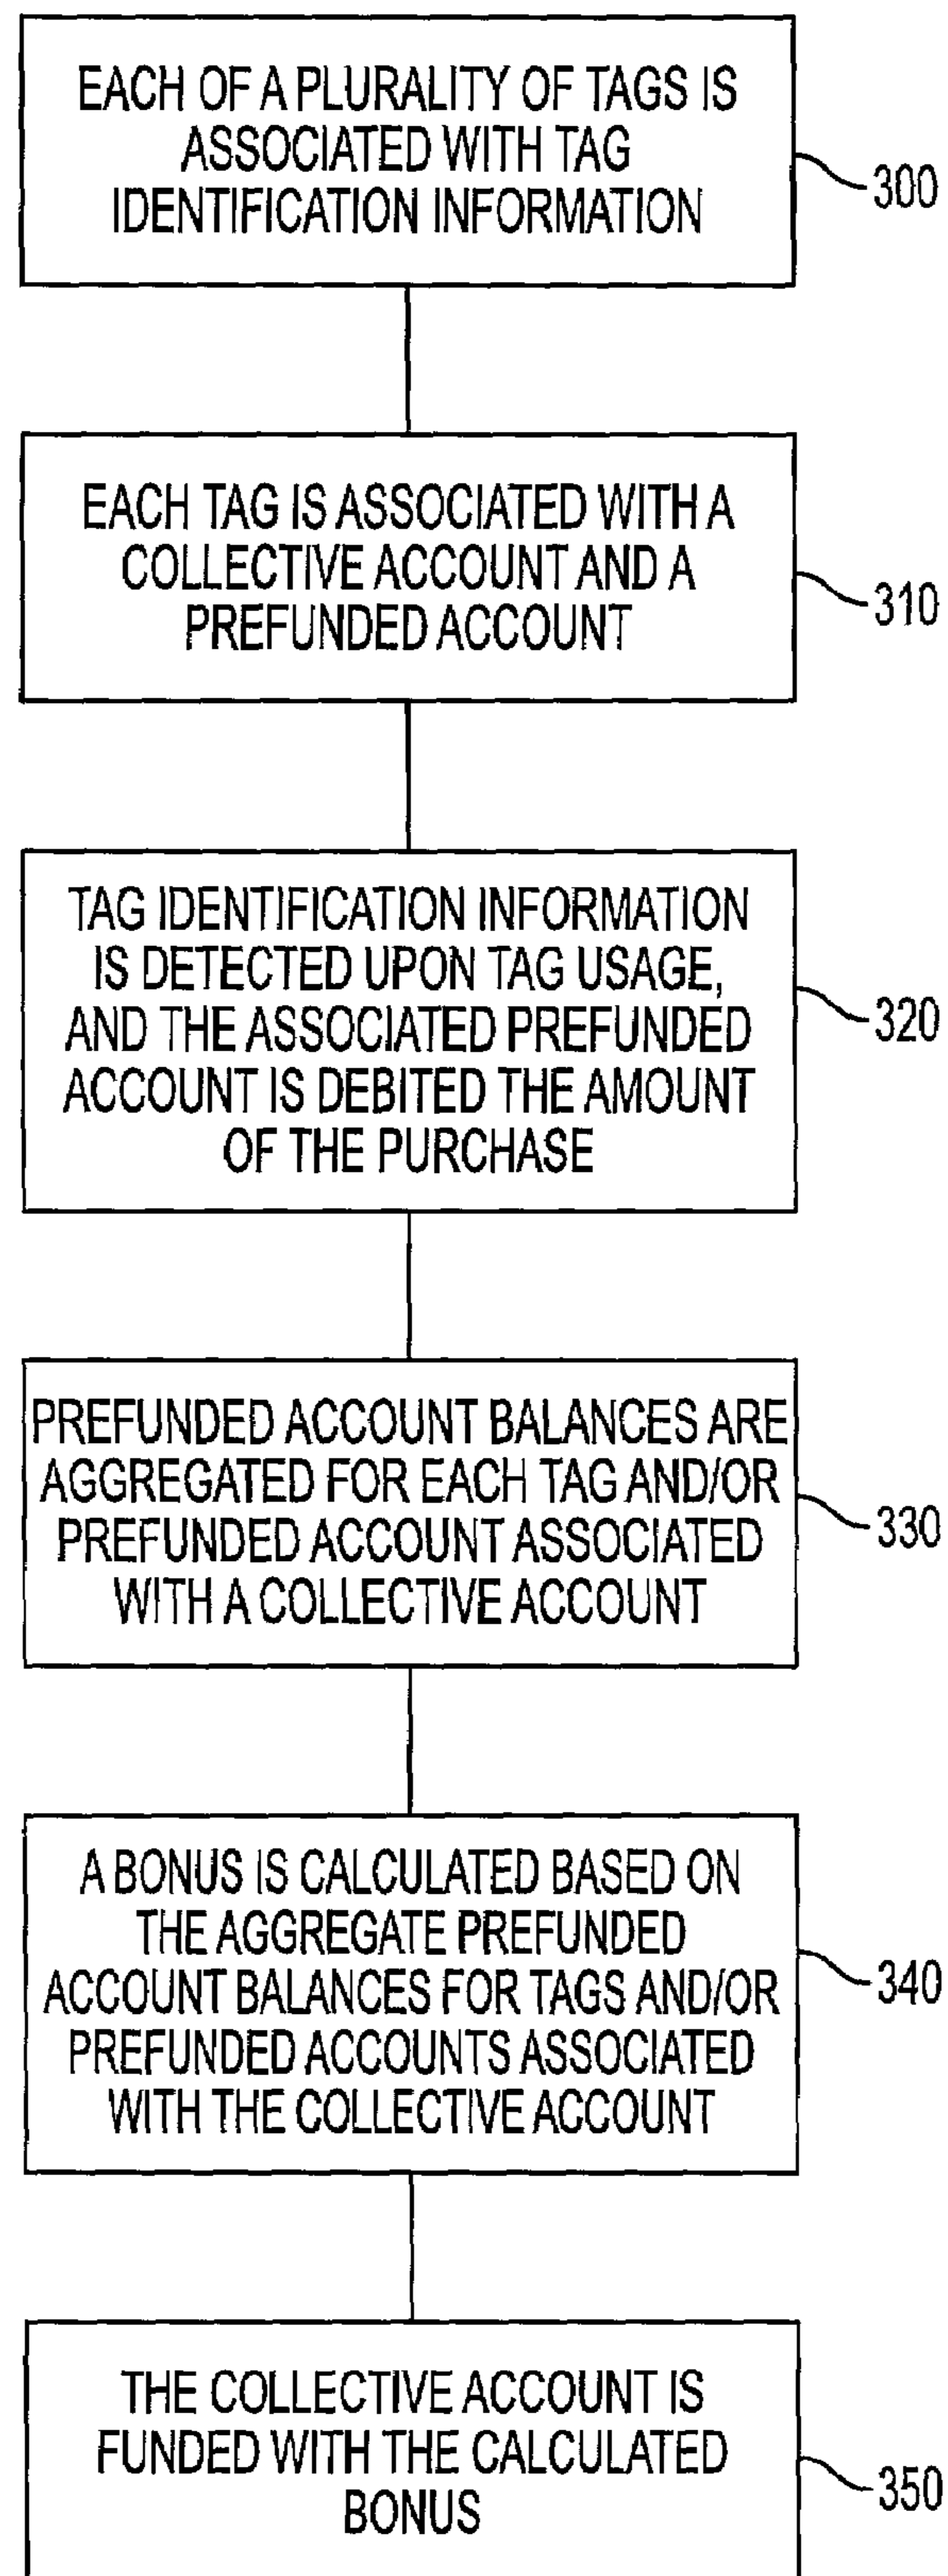 EACH OF A PLURALITY OF TAGS IS
ASSOCIATED WITH TAG
IDENTIFICATION INFORMATION
300
EACH TAG IS ASSOCIATED WITH A
COLLECTIVE ACCOUNT AND A
PREFUNDED ACCOUNT
310
TAG IDENTIFICATION INFORMATION
IS DETECTED UPON TAG USAGE,
AND THE ASSOCIATED PREFUNDED
ACCOUNT IS DEBITED THE AMOUNT
OF THE PURCHASE
320
PREFUNDED ACCOUNT BALANCES ARE
AGGREGATED FOR EACH TAG AND/OR
PREFUNDED ACCOUNT ASSOCIATED
WITH A COLLECTIVE ACCOUNT
330
A BONUS IS CALCULATED BASED ON
THE AGGREGATE PREFUNDED
ACCOUNT BALANCES FOR TAGS AND/OR
PREFUNDED ACCOUNTS ASSOCIATED
WITH THE COLLECTIVE ACCOUNT
340
THE COLLECTIVE ACCOUNT IS
FUNDED WITH THE CALCULATED
BONUS
350